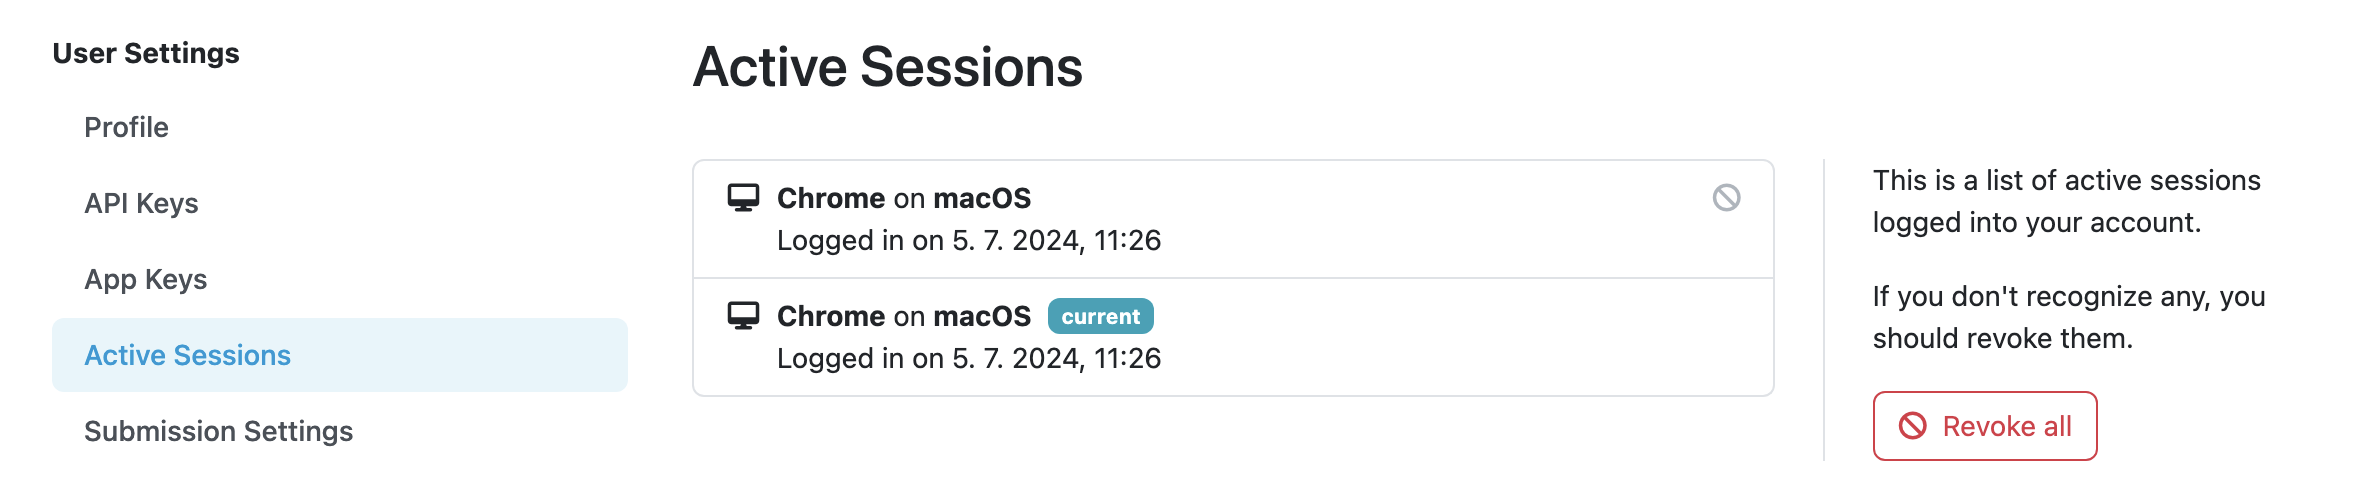 User Settings
Profile
API Keys
App Keys
Active Sessions
Submission Settings
Active Sessions
Chrome on macOS
Logged in on 5. 7. 2024, 11:26
Chrome on macOS current
Logged in on 5. 7. 2024, 11:26
This is a list of active sessions
logged into your account.
If you don't recognize any, you
should revoke them.
Revoke all